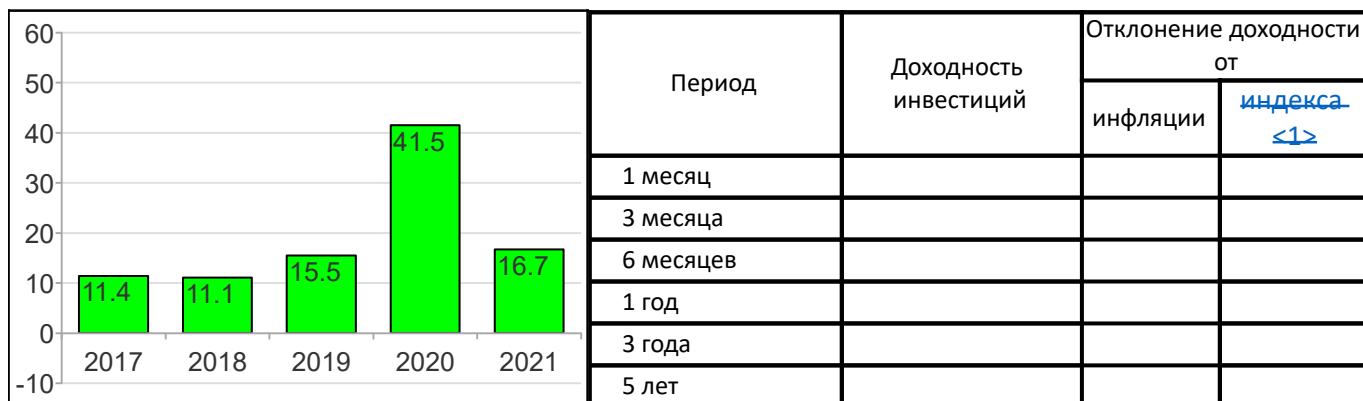 60
50
40
30
20
10
0
-10
11.4
11.1
15.5
41.5
16.7
2017 2018 2019 2020 2021
Период
Доходность
инвестиций
Отклонение доходности
от
инфляции
индекса
<1>
1 месяц
3 месяца
6 месяцев
1 год
3 года
5 лет